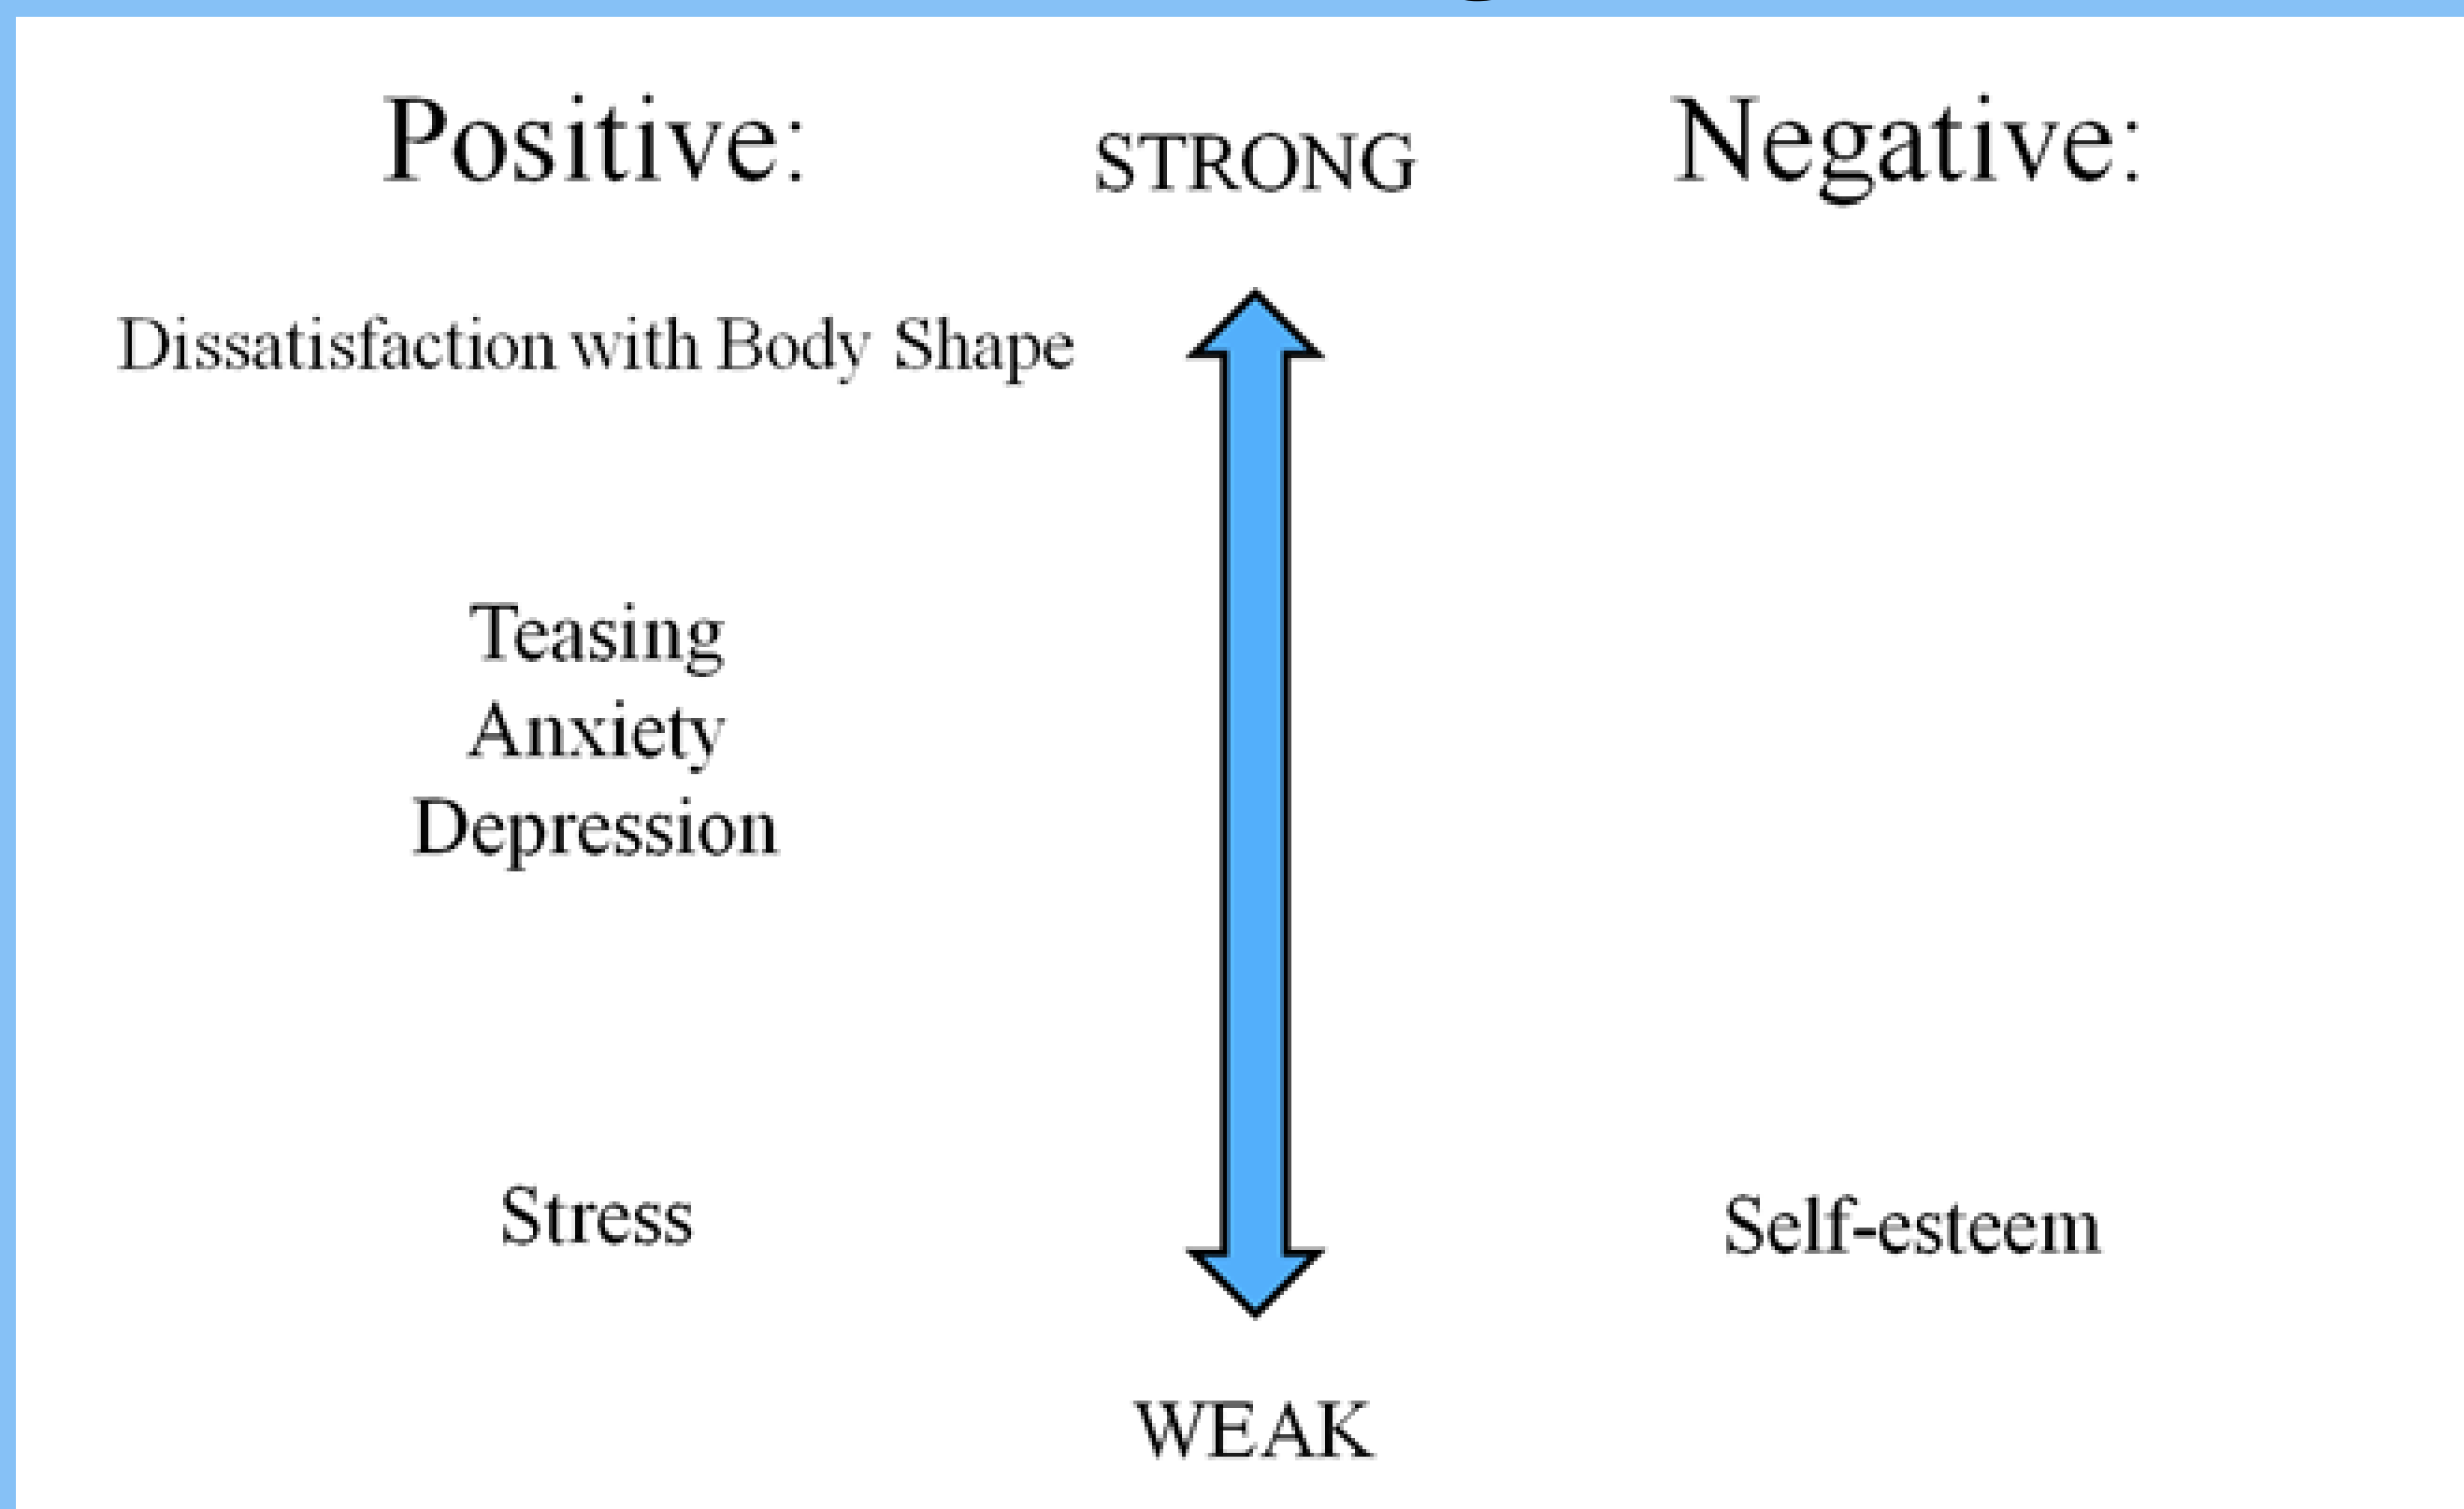 Positive:
STRONG
Negative:
Dissatisfaction with Body Shape
Teasing
Anxiety
Depression
Stress
Self-esteem
WEAK